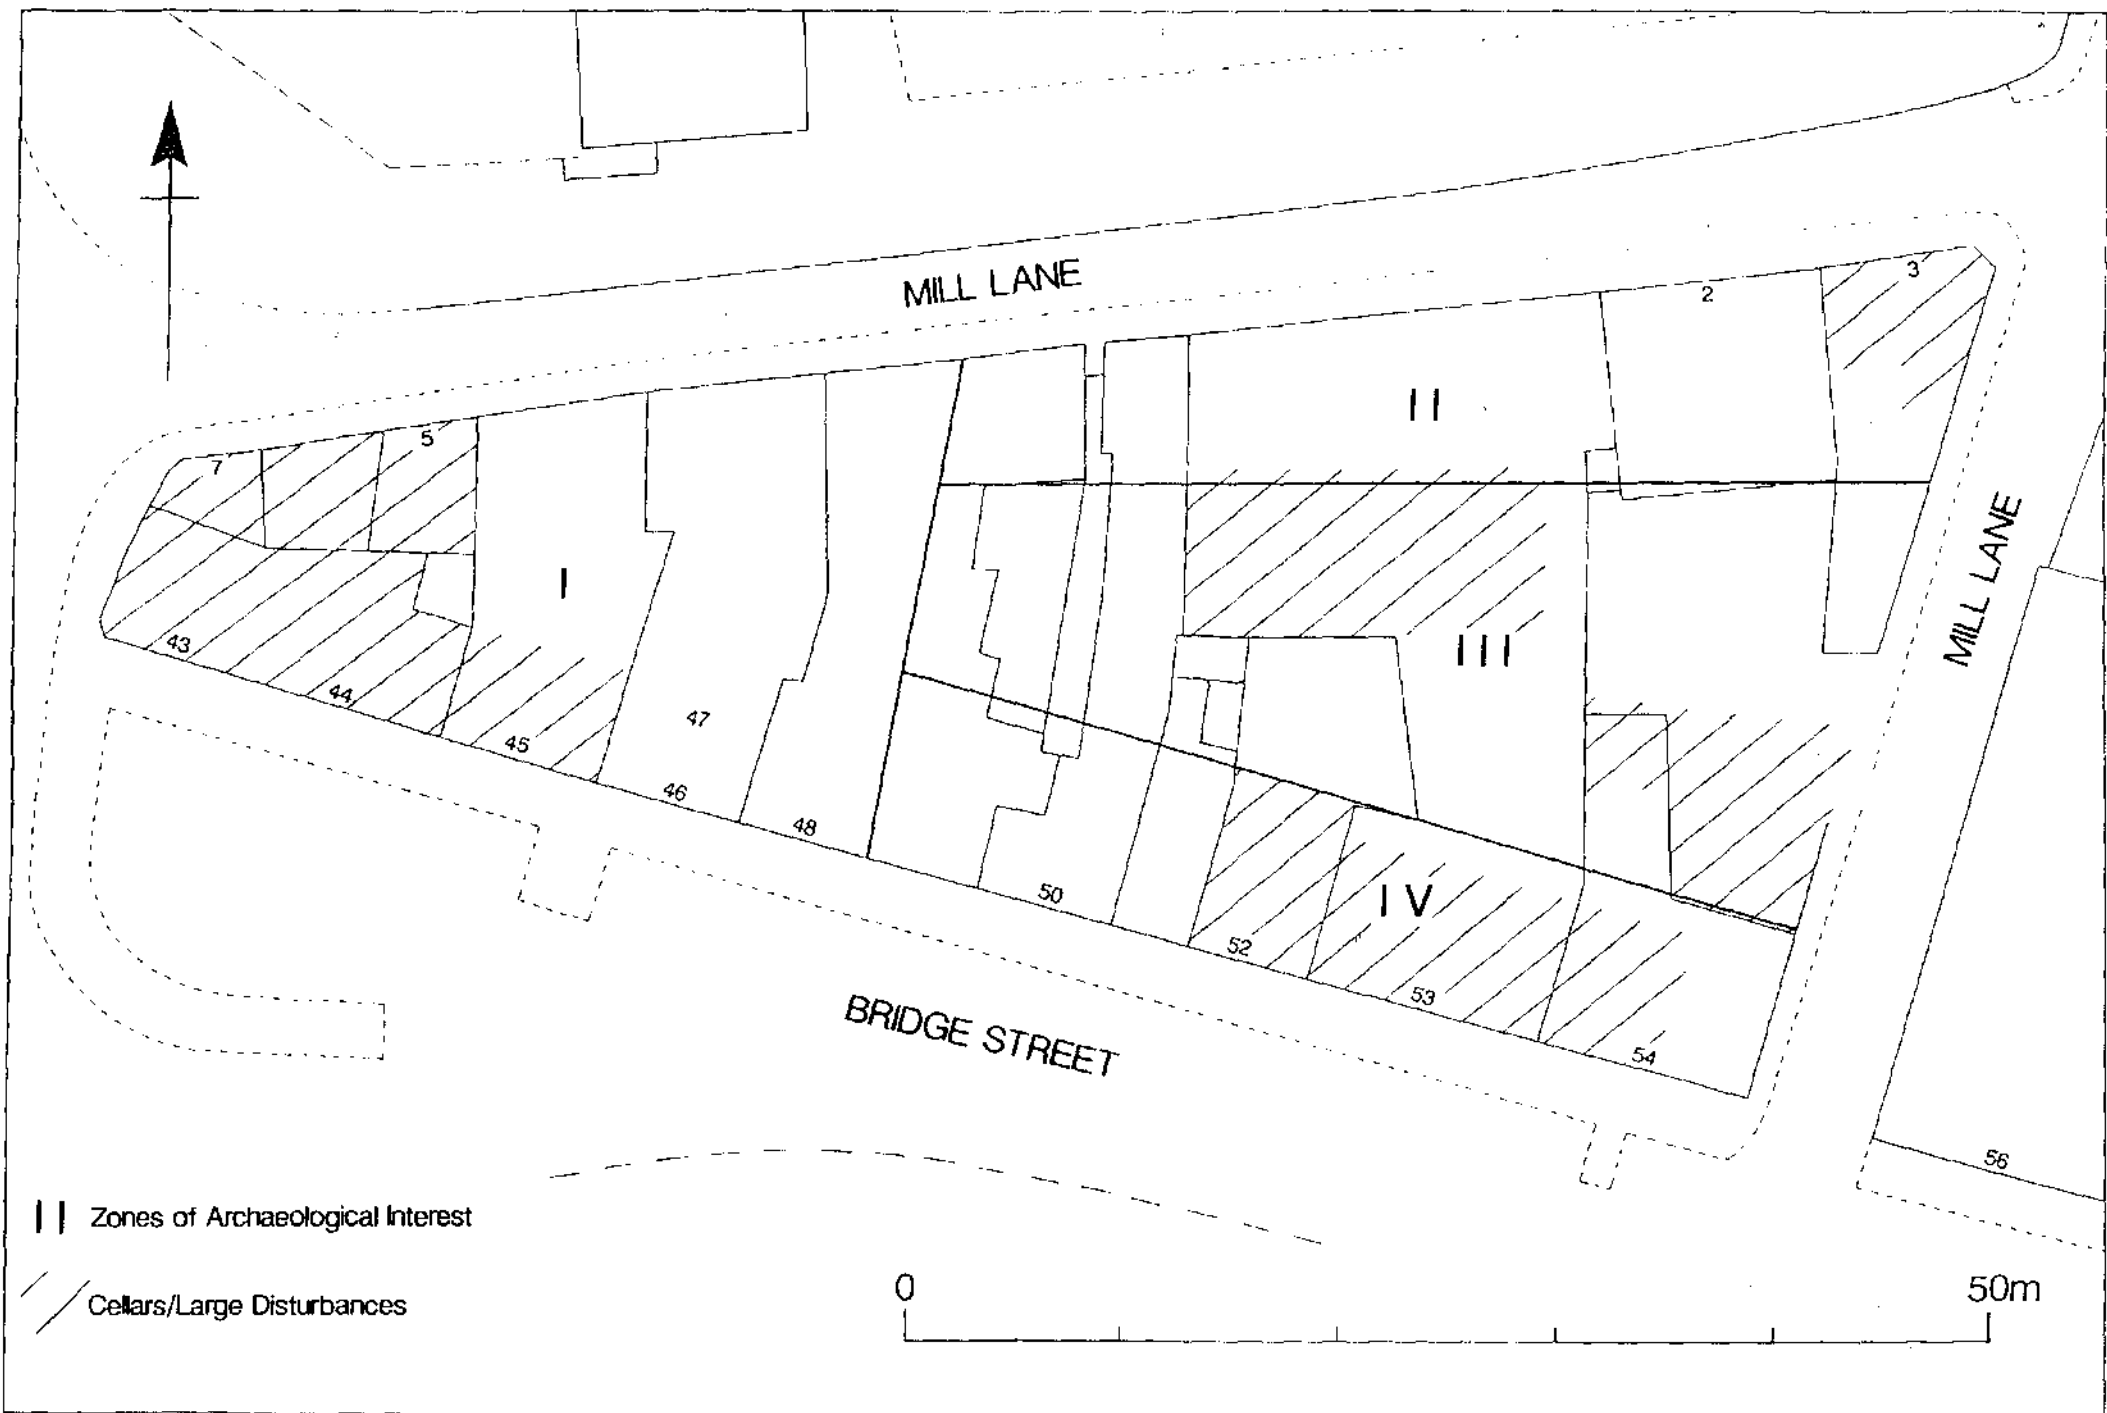 MILL LANE
3
2
II
5
7
I
MILL LANE
III
43
44
45
47
46
48
50
IV
52
53
54
BRIDGE STREET
56
II Zones of Archaeological Interest
Cellars/Large Disturbances
0 50m